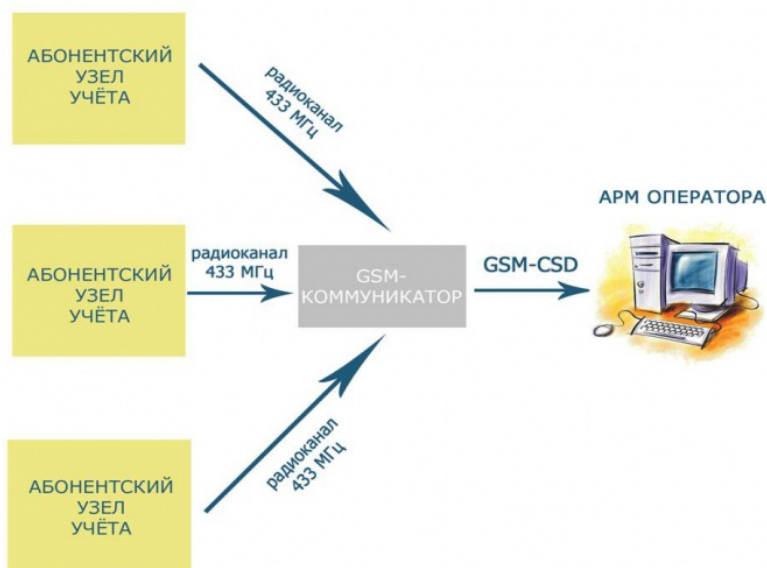 АБОНЕНТСКИЙ
УЗЕЛ
УЧЁТА
радиоканал
433 МГц
АРМ ОПЕРАТОРА
АБОНЕНТСКИЙ
УЗЕЛ
УЧЁТА
радиоканал
433 МГц
GSM-
КОММУНИКАТОР
GSM-CSD
АБОНЕНТСКИЙ
УЗЕЛ
УЧЁТА
радиоканал
433 МГц